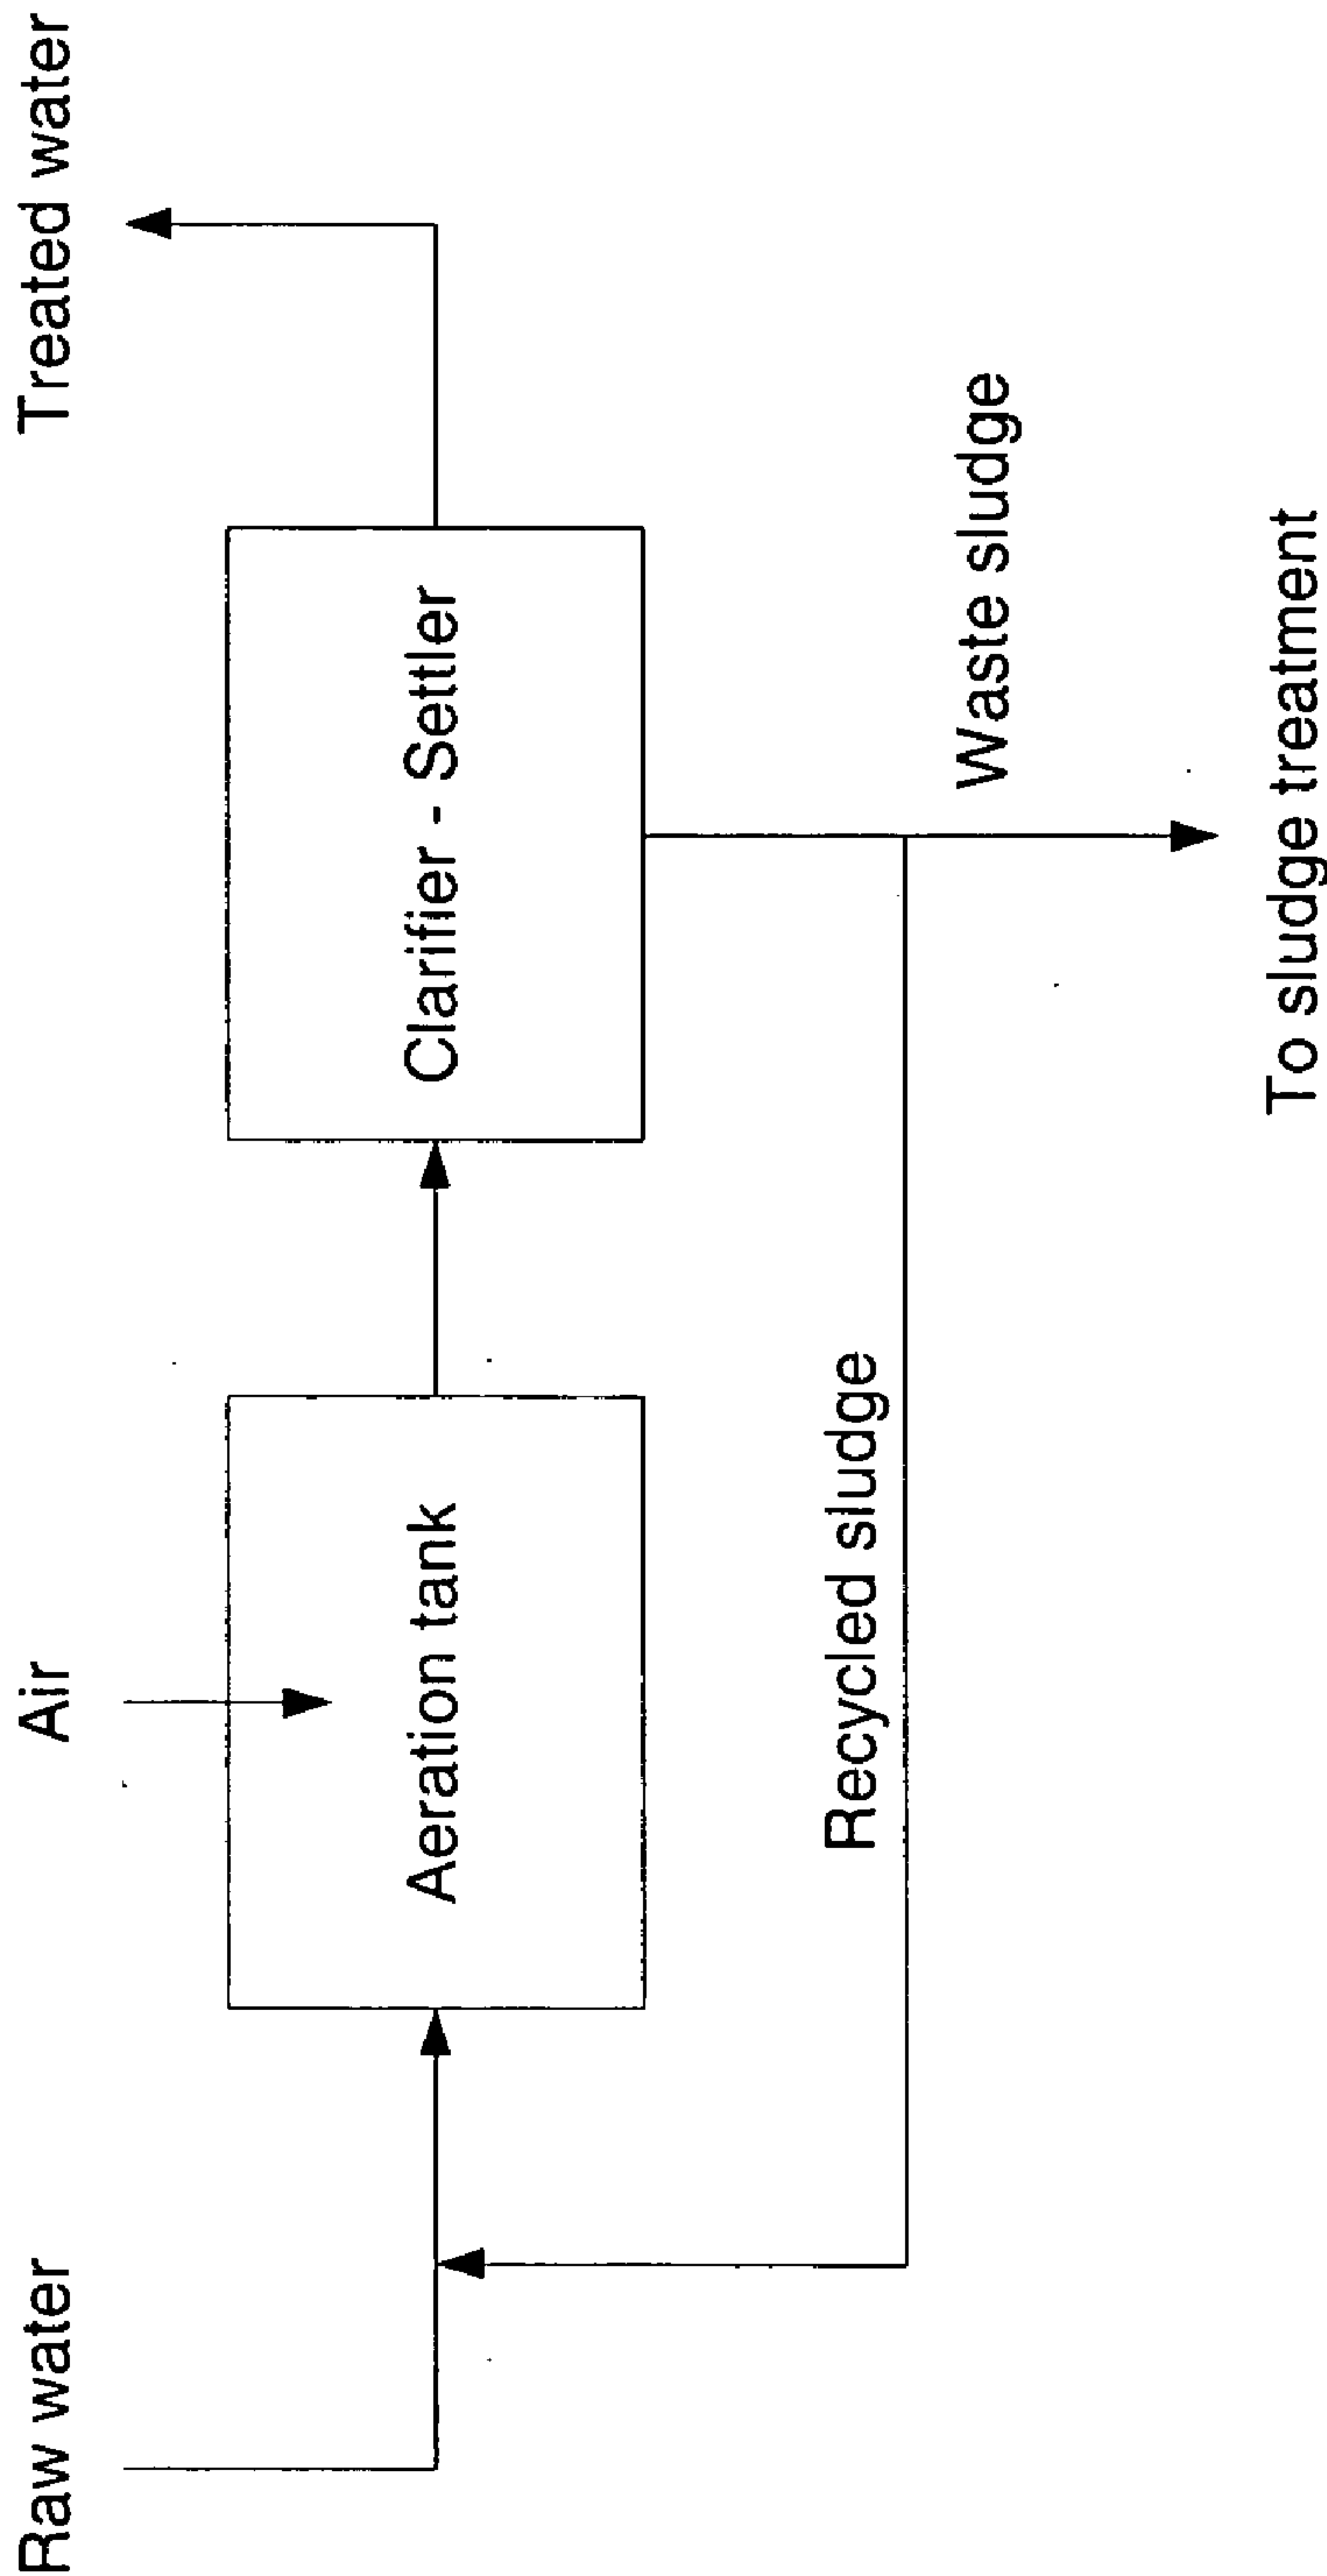 Raw water
Air
Treated water
Aeration tank
Clarifier - Settler
Recycled sludge
Waste sludge
To sludge treatment